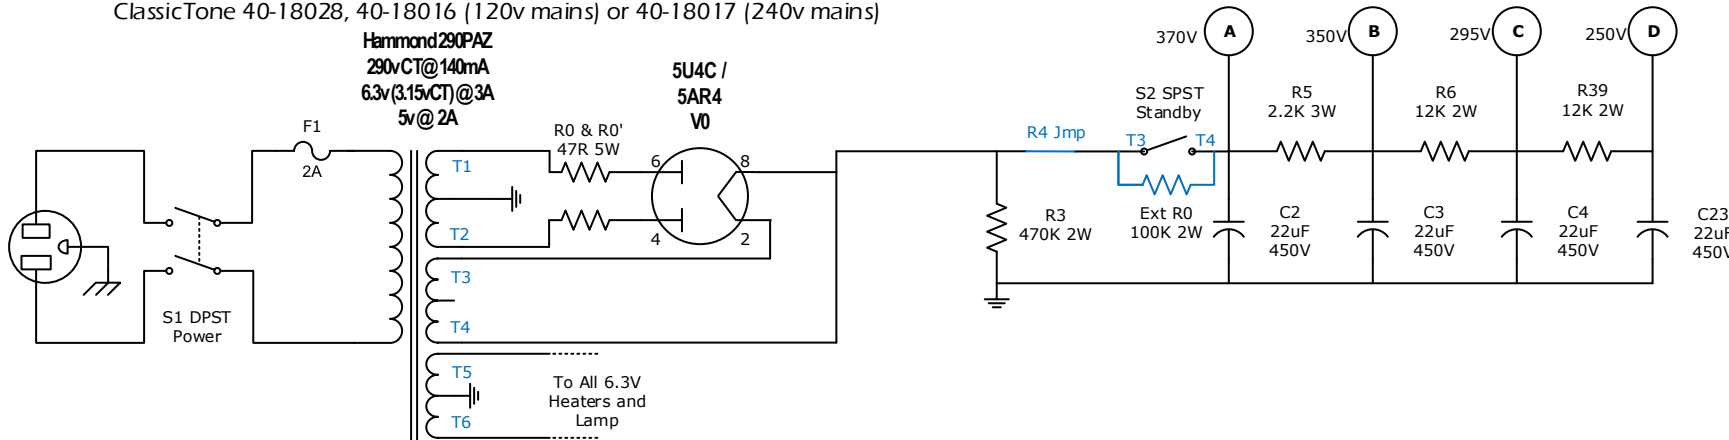 ClassicTone 40-18028, 40-18016 (120v mains) or 40-18017 (240v mains)
Hammond 290PAZ
290vCT@140mA
6.3v (3.15vCT) @ 3A
5v @ 2A
5U4C /
5AR4
V0
F1
2A
R0 & R0'
47R 5W
T1
T2
T3
T4
T5
T6
6
8
4
2
S1 DPST
Power
To All 6.3V
Heaters and
Lamp
R4 Jmp
S2 SPST
Standby
T3
T4
Ext R0
100K 2W
R3
470K 2W
370V
A
350V
B
295V
C
250V
D
R5
2.2K 3W
R6
12K 2W
R39
12K 2W
C2
22uF
450V
C3
22uF
450V
C4
22uF
450V
C23
22uF
450V